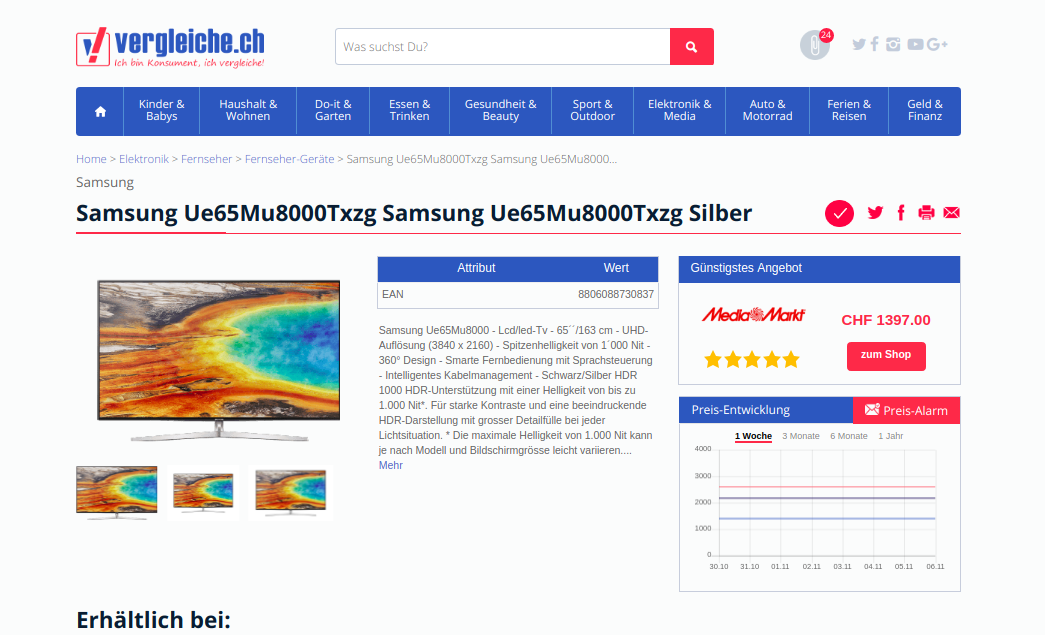 vergleiche.ch
Ich bin Konsument, ich vergleiche!
Was suchst Du?
24
Kinder & Babys
Haushalt & Wohnen
Do-it & Garten
Essen & Trinken
Gesundheit & Beauty
Sport & Outdoor
Elektronik & Media
Auto & Motorrad
Ferien & Reisen
Geld & Finanz
Home > Elektronik > Fernseher > Fernseher-Geräte > Samsung Ue65Mu8000Txzg Samsung Ue65Mu8000...
Samsung
Samsung Ue65Mu8000Txzg Samsung Ue65Mu8000Txzg Silber
Attribut Wert
EAN 8806088730837
Samsung Ue65Mu8000 - Lcd/led-Tv - 65´´/163 cm - UHD-
Auflösung (3840 x 2160) - Spitzenhelligkeit von 1´000 Nit -
360° Design - Smarte Fernbedienung mit Sprachsteuerung
- Intelligentes Kabelmanagement - Schwarz/Silber HDR
1000 HDR-Unterstützung mit einer Helligkeit von bis zu
1.000 Nit*. Für starke Kontraste und eine beeindruckende
HDR-Darstellung mit grosser Detailfülle bei jeder
Lichtsituation. * Die maximale Helligkeit von 1.000 Nit kann
je nach Modell und Bildschirmgrösse leicht variieren....
Mehr
Günstigstes Angebot
Media Markt
CHF 1397.00
zum Shop
Preis-Entwicklung
Preis-Alarm
1 Woche 3 Monate 6 Monate 1 Jahr
4000
3000
2000
1000
0
30.10 31.10 01.11 02.11 03.11 04.11 05.11 06.11
Erhältlich bei: